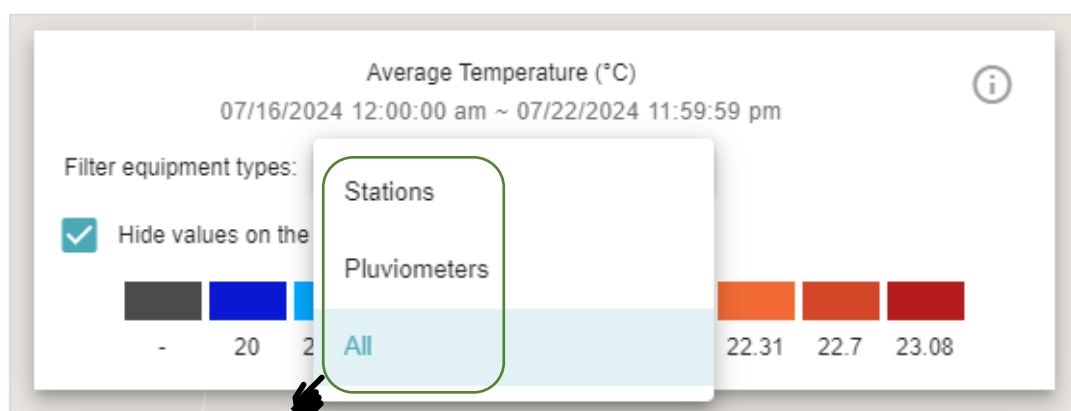 Average Temperature (°C)
07/16/2024 12:00:00 am ~ 07/22/2024 11:59:59 pm
Filter equipment types:
Stations
Hide values on the
Pluviometers
All
- 20 2 22.31 22.7 23.08